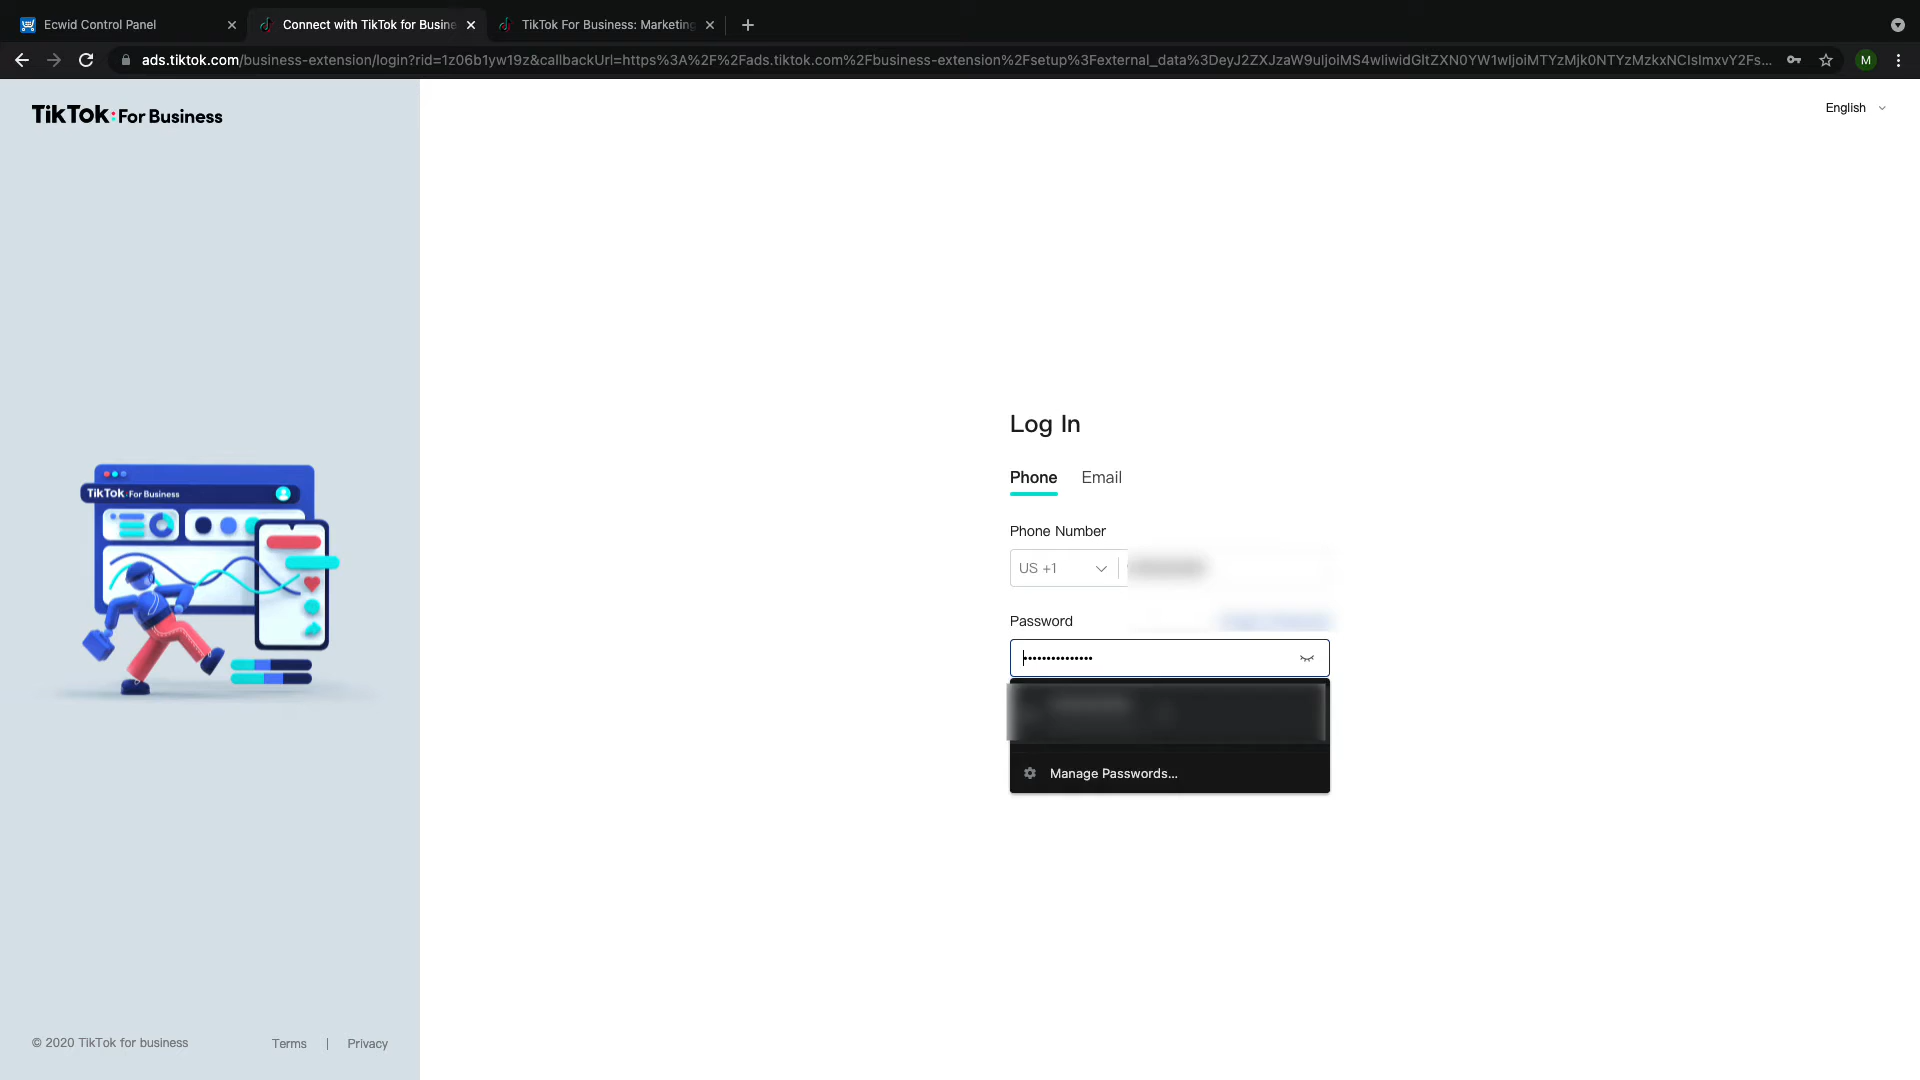 Ecwid Control Panel
Connect with TikTok for Busine
TikTok For Business: Marketing
ads.tiktok.com/business-extension/login?rid=1z06b1yw19z&callbackUrl=https%3A%2F%2Fads.tiktok.com%2Fbusiness-extension%2Fsetup%3Fexternal_data%3DeyJ2ZXJzaW9uIjoiMS4wIiwidGltZXN0YW1wIjoiMTYzMjk0NTYzMzkxNCIsImxvY2Fs...
M
TikTok: For Business
English
Log In
Phone Email
Phone Number
US +1
Password
•••••••••••••••
Manage Passwords...
TikTok: For Business
© 2020 TikTok for business
Terms | Privacy